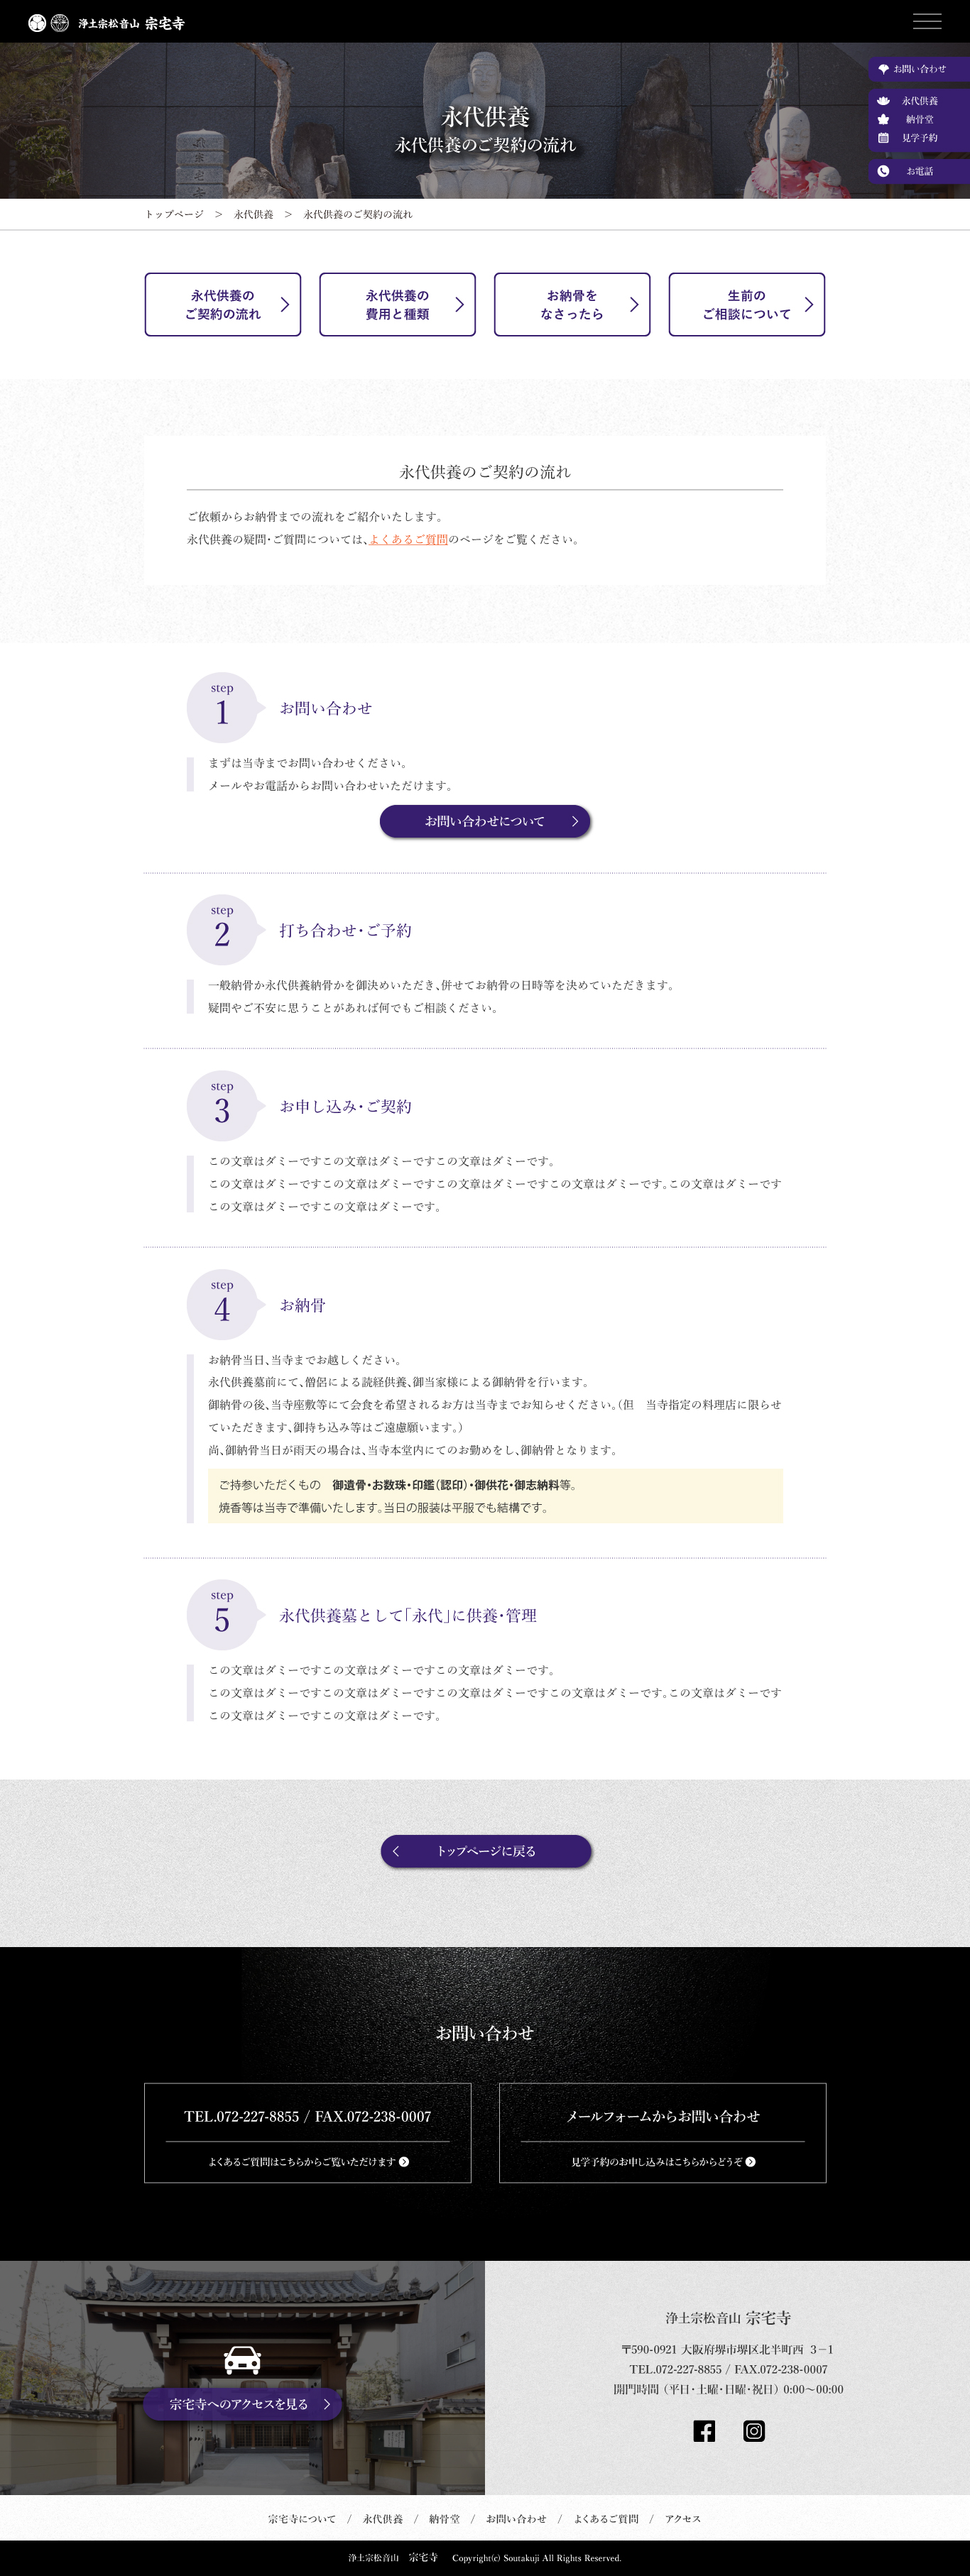 浄土宗松音山 宗宅寺
お問い合わせ
永代供養
納骨堂
見学予約
お電話
永代供養
永代供養のご契約の流れ
トップページ　＞　永代供養　＞　永代供養のご契約の流れ
永代供養の
ご契約の流れ
永代供養の
費用と種類
お納骨を
なさったら
生前の
ご相談について
永代供養のご契約の流れ
ご依頼からお納骨までの流れをご紹介いたします。
永代供養の疑問・ご質問については、よくあるご質問のページをご覧ください。
step
1
お問い合わせ
まずは当寺までお問い合わせください。
メールやお電話からお問い合わせいただけます。
お問い合わせについて
step
2
打ち合わせ・ご予約
一般納骨か永代供養納骨かを御決めいただき、併せてお納骨の日時等を決めていただきます。
疑問やご不安に思うことがあれば何でもご相談ください。
step
3
お申し込み・ご契約
この文章はダミーですこの文章はダミーですこの文章はダミーです。
この文章はダミーですこの文章はダミーですこの文章はダミーですこの文章はダミーです。この文章はダミーです
この文章はダミーですこの文章はダミーです。
step
4
お納骨
お納骨当日、当寺までお越しください。
永代供養墓前にて、僧侶による読経供養、御当家様による御納骨を行います。
御納骨の後、当寺座敷等にて会食を希望されるお方は当寺までお知らせください。（但　当寺指定の料理店に限らせ
ていただきます、御持ち込み等はご遠慮願います。）
尚、御納骨当日が雨天の場合は、当寺本堂内にてのお勤めをし、御納骨となります。
ご持参いただくもの　御遺骨・お数珠・印鑑（認印）・御供花・御志納料等。
焼香等は当寺で準備いたします。当日の服装は平服でも結構です。
step
5
永代供養墓として「永代」に供養・管理
この文章はダミーですこの文章はダミーですこの文章はダミーです。
この文章はダミーですこの文章はダミーですこの文章はダミーですこの文章はダミーです。この文章はダミーです
この文章はダミーですこの文章はダミーです。
トップページに戻る
お問い合わせ
TEL.072-227-8855 / FAX.072-238-0007
よくあるご質問はこちらからご覧いただけます
メールフォームからお問い合わせ
見学予約のお申し込みはこちらからどうぞ
宗宅寺へのアクセスを見る
浄土宗松音山 宗宅寺
〒590-0921 大阪府堺市堺区北半町西 ３−１
TEL.072-227-8855 / FAX.072-238-0007
開門時間（平日・土曜・日曜・祝日）0:00〜00:00
宗宅寺について　/　永代供養　/　納骨堂　/　お問い合わせ　/　よくあるご質問　/　アクセス
浄土宗松音山　宗宅寺　Copyright(c) Soutakuji All Rights Reserved.